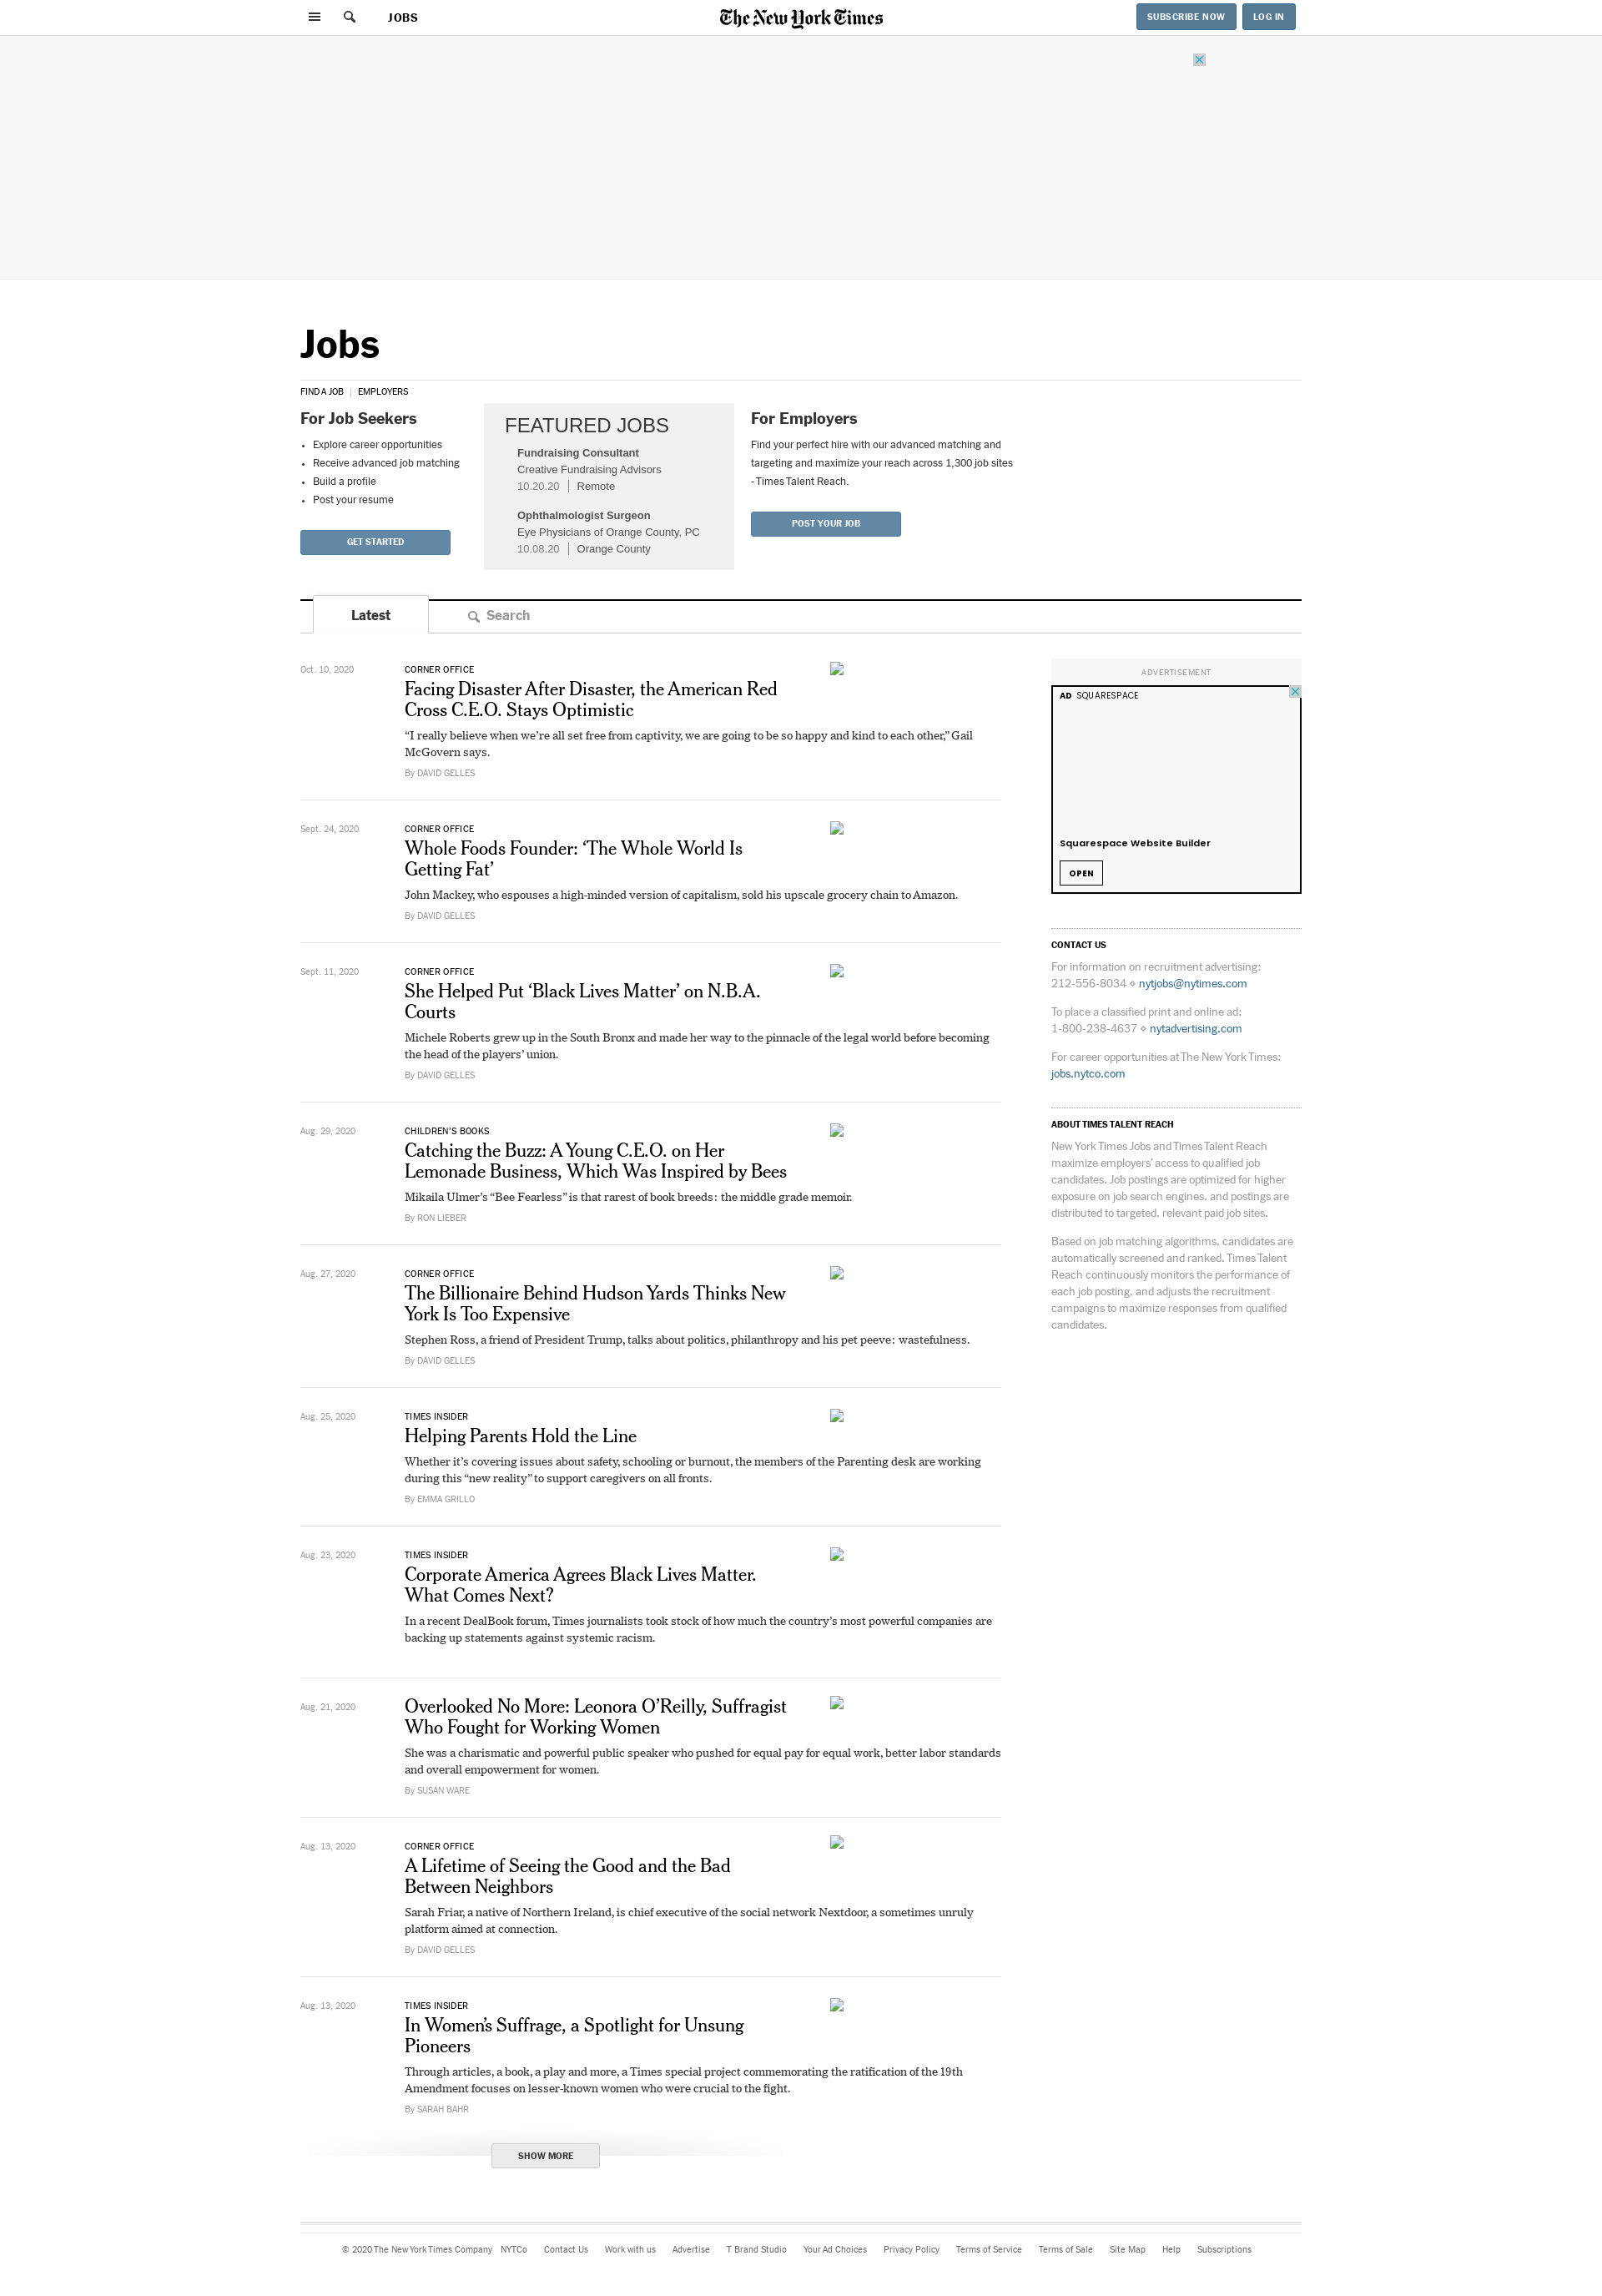 JOBS
The New York Times
SUBSCRIBE NOW
LOG IN
Jobs
FIND A JOB | EMPLOYERS
For Job Seekers
Explore career opportunities
Receive advanced job matching
Build a profile
Post your resume
GET STARTED
FEATURED JOBS
Fundraising Consultant
Creative Fundraising Advisors
10.20.20 | Remote
Ophthalmologist Surgeon
Eye Physicians of Orange County, PC
10.08.20 | Orange County
For Employers
Find your perfect hire with our advanced matching and
targeting and maximize your reach across 1,300 job sites
- Times Talent Reach.
POST YOUR JOB
Latest
Search
Oct. 10, 2020
CORNER OFFICE
Facing Disaster After Disaster, the American Red
Cross C.E.O. Stays Optimistic
“I really believe when we’re all set free from captivity, we are going to be so happy and kind to each other,” Gail
McGovern says.
By DAVID GELLES
Sept. 24, 2020
CORNER OFFICE
Whole Foods Founder: ‘The Whole World Is
Getting Fat’
John Mackey, who espouses a high-minded version of capitalism, sold his upscale grocery chain to Amazon.
By DAVID GELLES
Sept. 11, 2020
CORNER OFFICE
She Helped Put ‘Black Lives Matter’ on N.B.A.
Courts
Michele Roberts grew up in the South Bronx and made her way to the pinnacle of the legal world before becoming
the head of the players’ union.
By DAVID GELLES
Aug. 29, 2020
CHILDREN’S BOOKS
Catching the Buzz: A Young C.E.O. on Her
Lemonade Business, Which Was Inspired by Bees
Mikaila Ulmer’s “Bee Fearless” is that rarest of book breeds: the middle grade memoir.
By RON LIEBER
Aug. 27, 2020
CORNER OFFICE
The Billionaire Behind Hudson Yards Thinks New
York Is Too Expensive
Stephen Ross, a friend of President Trump, talks about politics, philanthropy and his pet peeve: wastefulness.
By DAVID GELLES
Aug. 25, 2020
TIMES INSIDER
Helping Parents Hold the Line
Whether it’s covering issues about safety, schooling or burnout, the members of the Parenting desk are working
during this “new reality” to support caregivers on all fronts.
By EMMA GRILLO
Aug. 23, 2020
TIMES INSIDER
Corporate America Agrees Black Lives Matter.
What Comes Next?
In a recent DealBook forum, Times journalists took stock of how much the country’s most powerful companies are
backing up statements against systemic racism.
Aug. 21, 2020
Overlooked No More: Leonora O’Reilly, Suffragist
Who Fought for Working Women
She was a charismatic and powerful public speaker who pushed for equal pay for equal work, better labor standards
and overall empowerment for women.
By SUSAN WARE
Aug. 13, 2020
CORNER OFFICE
A Lifetime of Seeing the Good and the Bad
Between Neighbors
Sarah Friar, a native of Northern Ireland, is chief executive of the social network Nextdoor, a sometimes unruly
platform aimed at connection.
By DAVID GELLES
Aug. 13, 2020
TIMES INSIDER
In Women’s Suffrage, a Spotlight for Unsung
Pioneers
Through articles, a book, a play and more, a Times special project commemorating the ratification of the 19th
Amendment focuses on lesser-known women who were crucial to the fight.
By SARAH BAHR
SHOW MORE
ADVERTISEMENT
AD SQUARESPACE
Squarespace Website Builder
OPEN
CONTACT US
For information on recruitment advertising:
212-556-8034 ⋄ nytjobs@nytimes.com
To place a classified print and online ad:
1-800-238-4637 ⋄ nytadvertising.com
For career opportunities at The New York Times:
jobs.nytco.com
ABOUT TIMES TALENT REACH
New York Times Jobs and Times Talent Reach
maximize employers’ access to qualified job
candidates. Job postings are optimized for higher
exposure on job search engines, and postings are
distributed to targeted, relevant paid job sites.
Based on job matching algorithms, candidates are
automatically screened and ranked. Times Talent
Reach continuously monitors the performance of
each job posting, and adjusts the recruitment
campaigns to maximize responses from qualified
candidates.
© 2020 The New York Times Company NYTCo Contact Us Work with us Advertise T Brand Studio Your Ad Choices Privacy Policy Terms of Service Terms of Sale Site Map Help Subscriptions